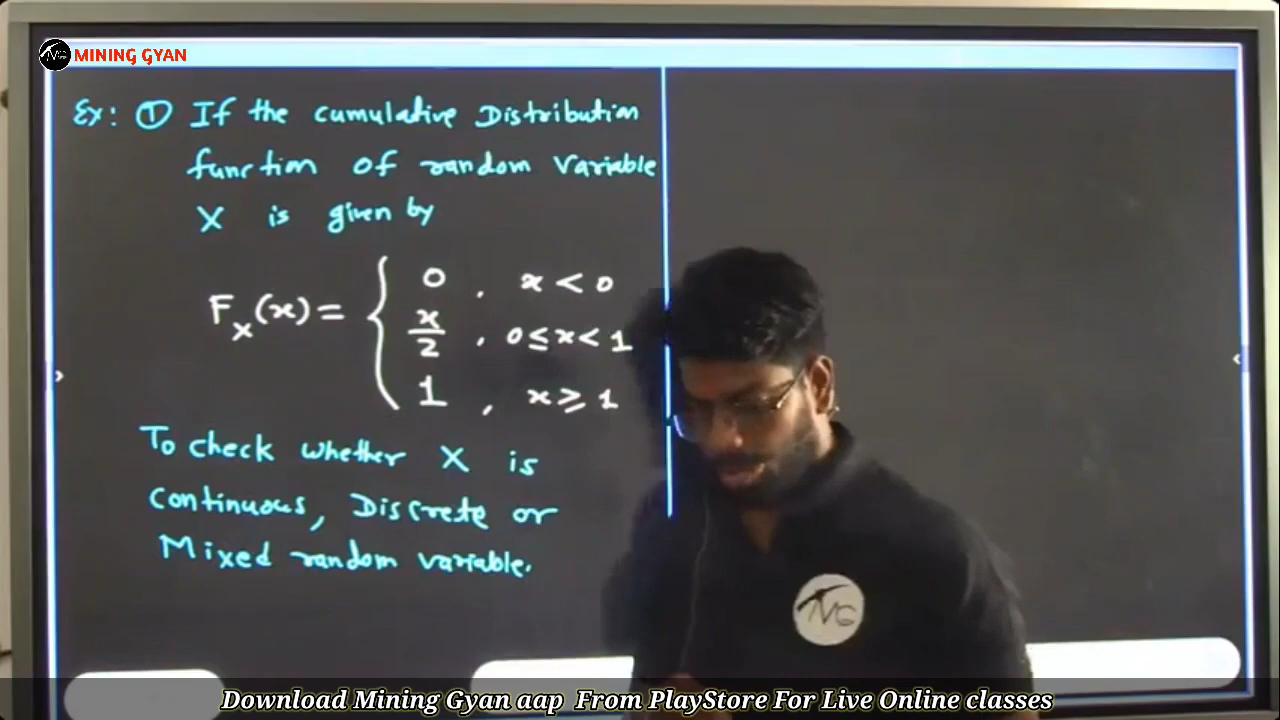 MINING GYAN
Ex: ① If the cumulative Distribution
function of random variable
X is given by
F_X(x) = { 0 , x < 0
x/2 , 0 ≤ x < 1
1 , x ≥ 1
To check whether X is
continuous, Discrete or
Mixed random variable.
MG
Download Mining Gyan aap From PlayStore For Live Online classes